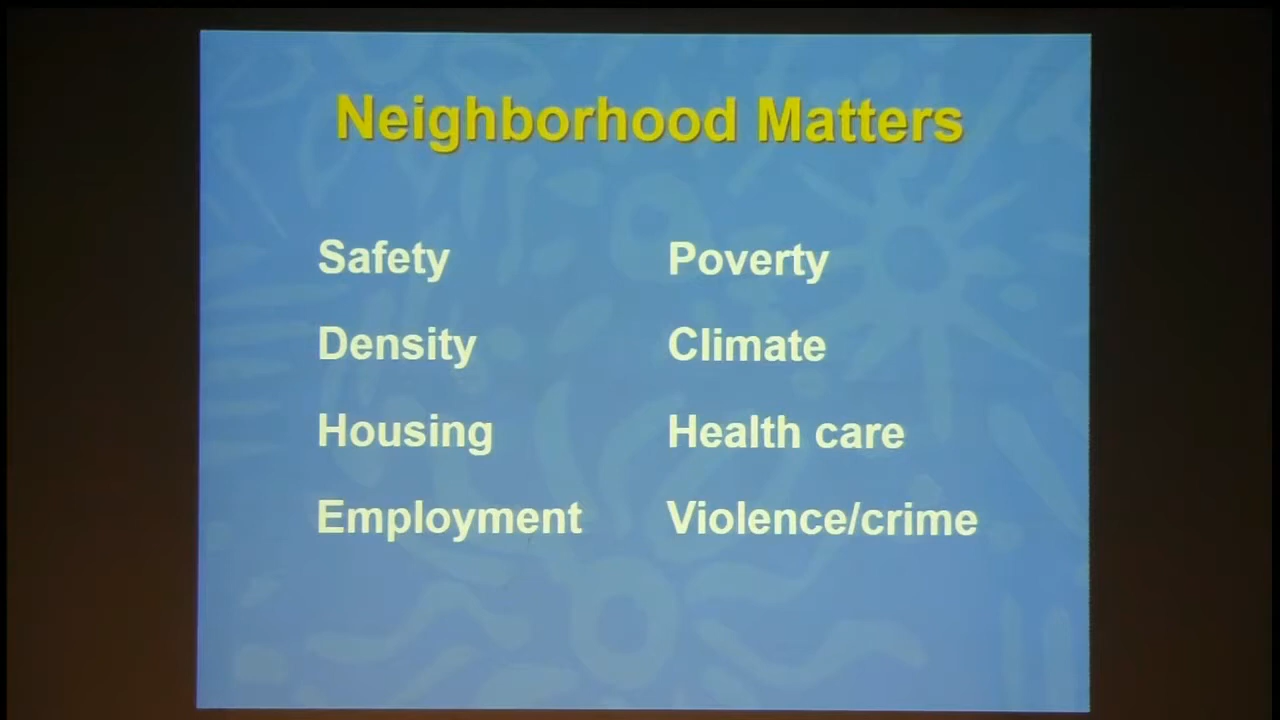 Neighborhood Matters
Safety
Density
Housing
Employment
Poverty
Climate
Health care
Violence/crime